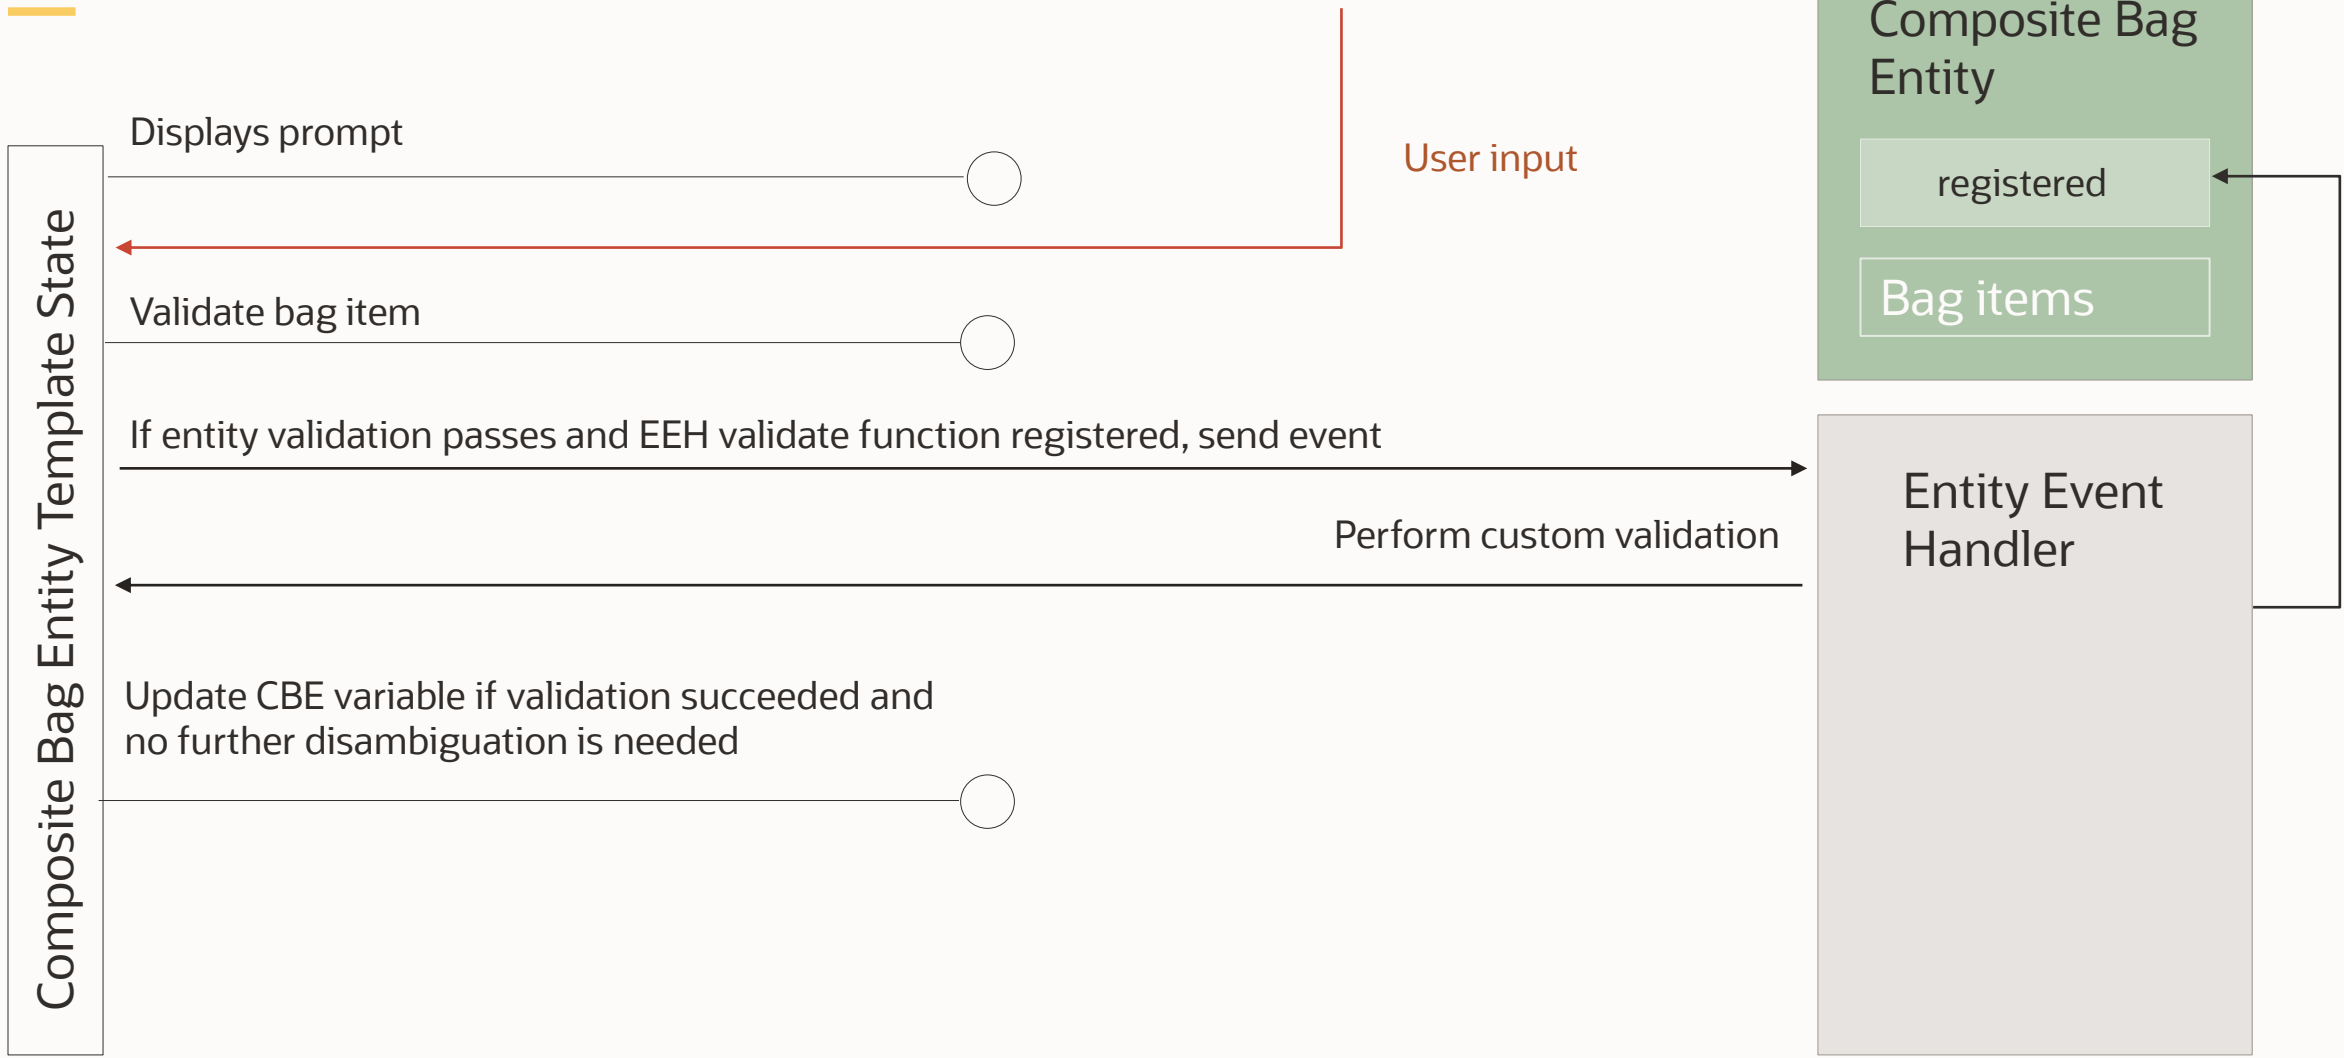 Composite Bag
Entity
Displays prompt
User input
registered
Composite Bag Entity Template State
Validate bag item
Bag items
If entity validation passes and EEH validate function registered, send event
Entity Event
Handler
Perform custom validation
Update CBE variable if validation succeeded and
no further disambiguation is needed